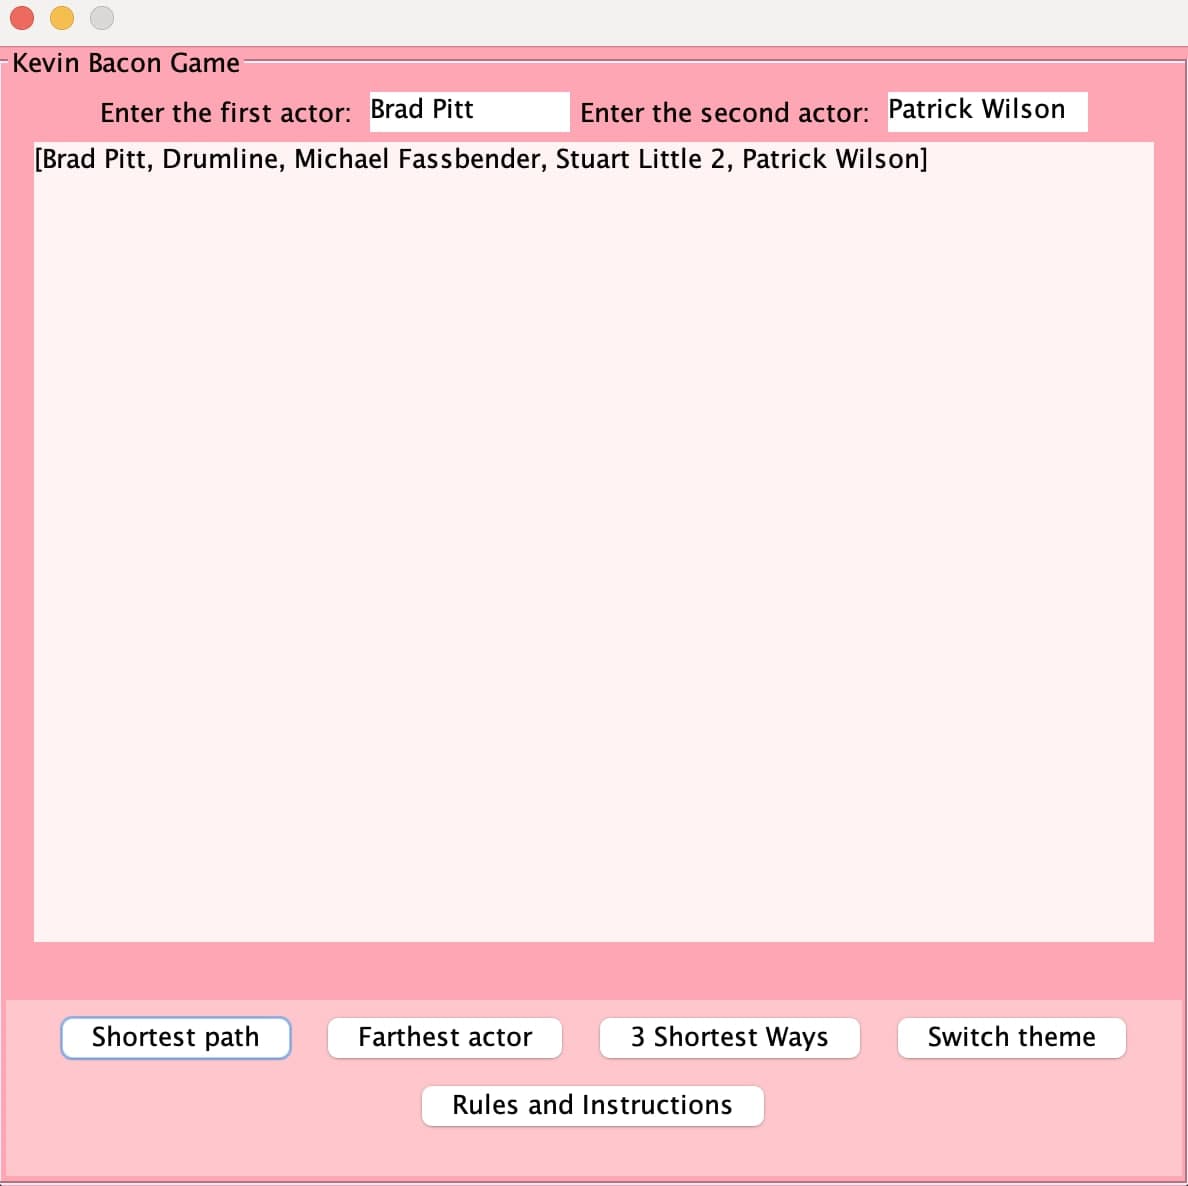 Kevin Bacon Game
Enter the first actor: Brad Pitt Enter the second actor: Patrick Wilson
[Brad Pitt, Drumline, Michael Fassbender, Stuart Little 2, Patrick Wilson]
Shortest path Farthest actor 3 Shortest Ways Switch theme
Rules and Instructions